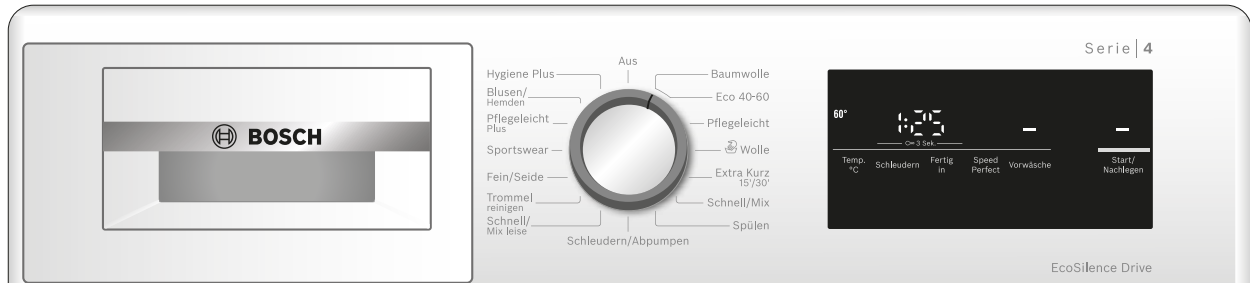 BOSCH
Aus
Hygiene Plus
Blusen/
Hemden
Pflegeleicht
Plus
Sportswear
Fein/Seide
Trommel
reinigen
Schnell/
Mix leise
Baumwolle
Eco 40-60
Pflegeleicht
Wolle
Extra Kurz
15'/30'
Schnell/Mix
Spülen
Schleudern/Abpumpen
Serie | 4
60°
1:25
3 Sek.
Temp.
°C
Schleudern
Fertig
in
Speed
Perfect
Vorwäsche
Start/
Nachlegen
EcoSilence Drive